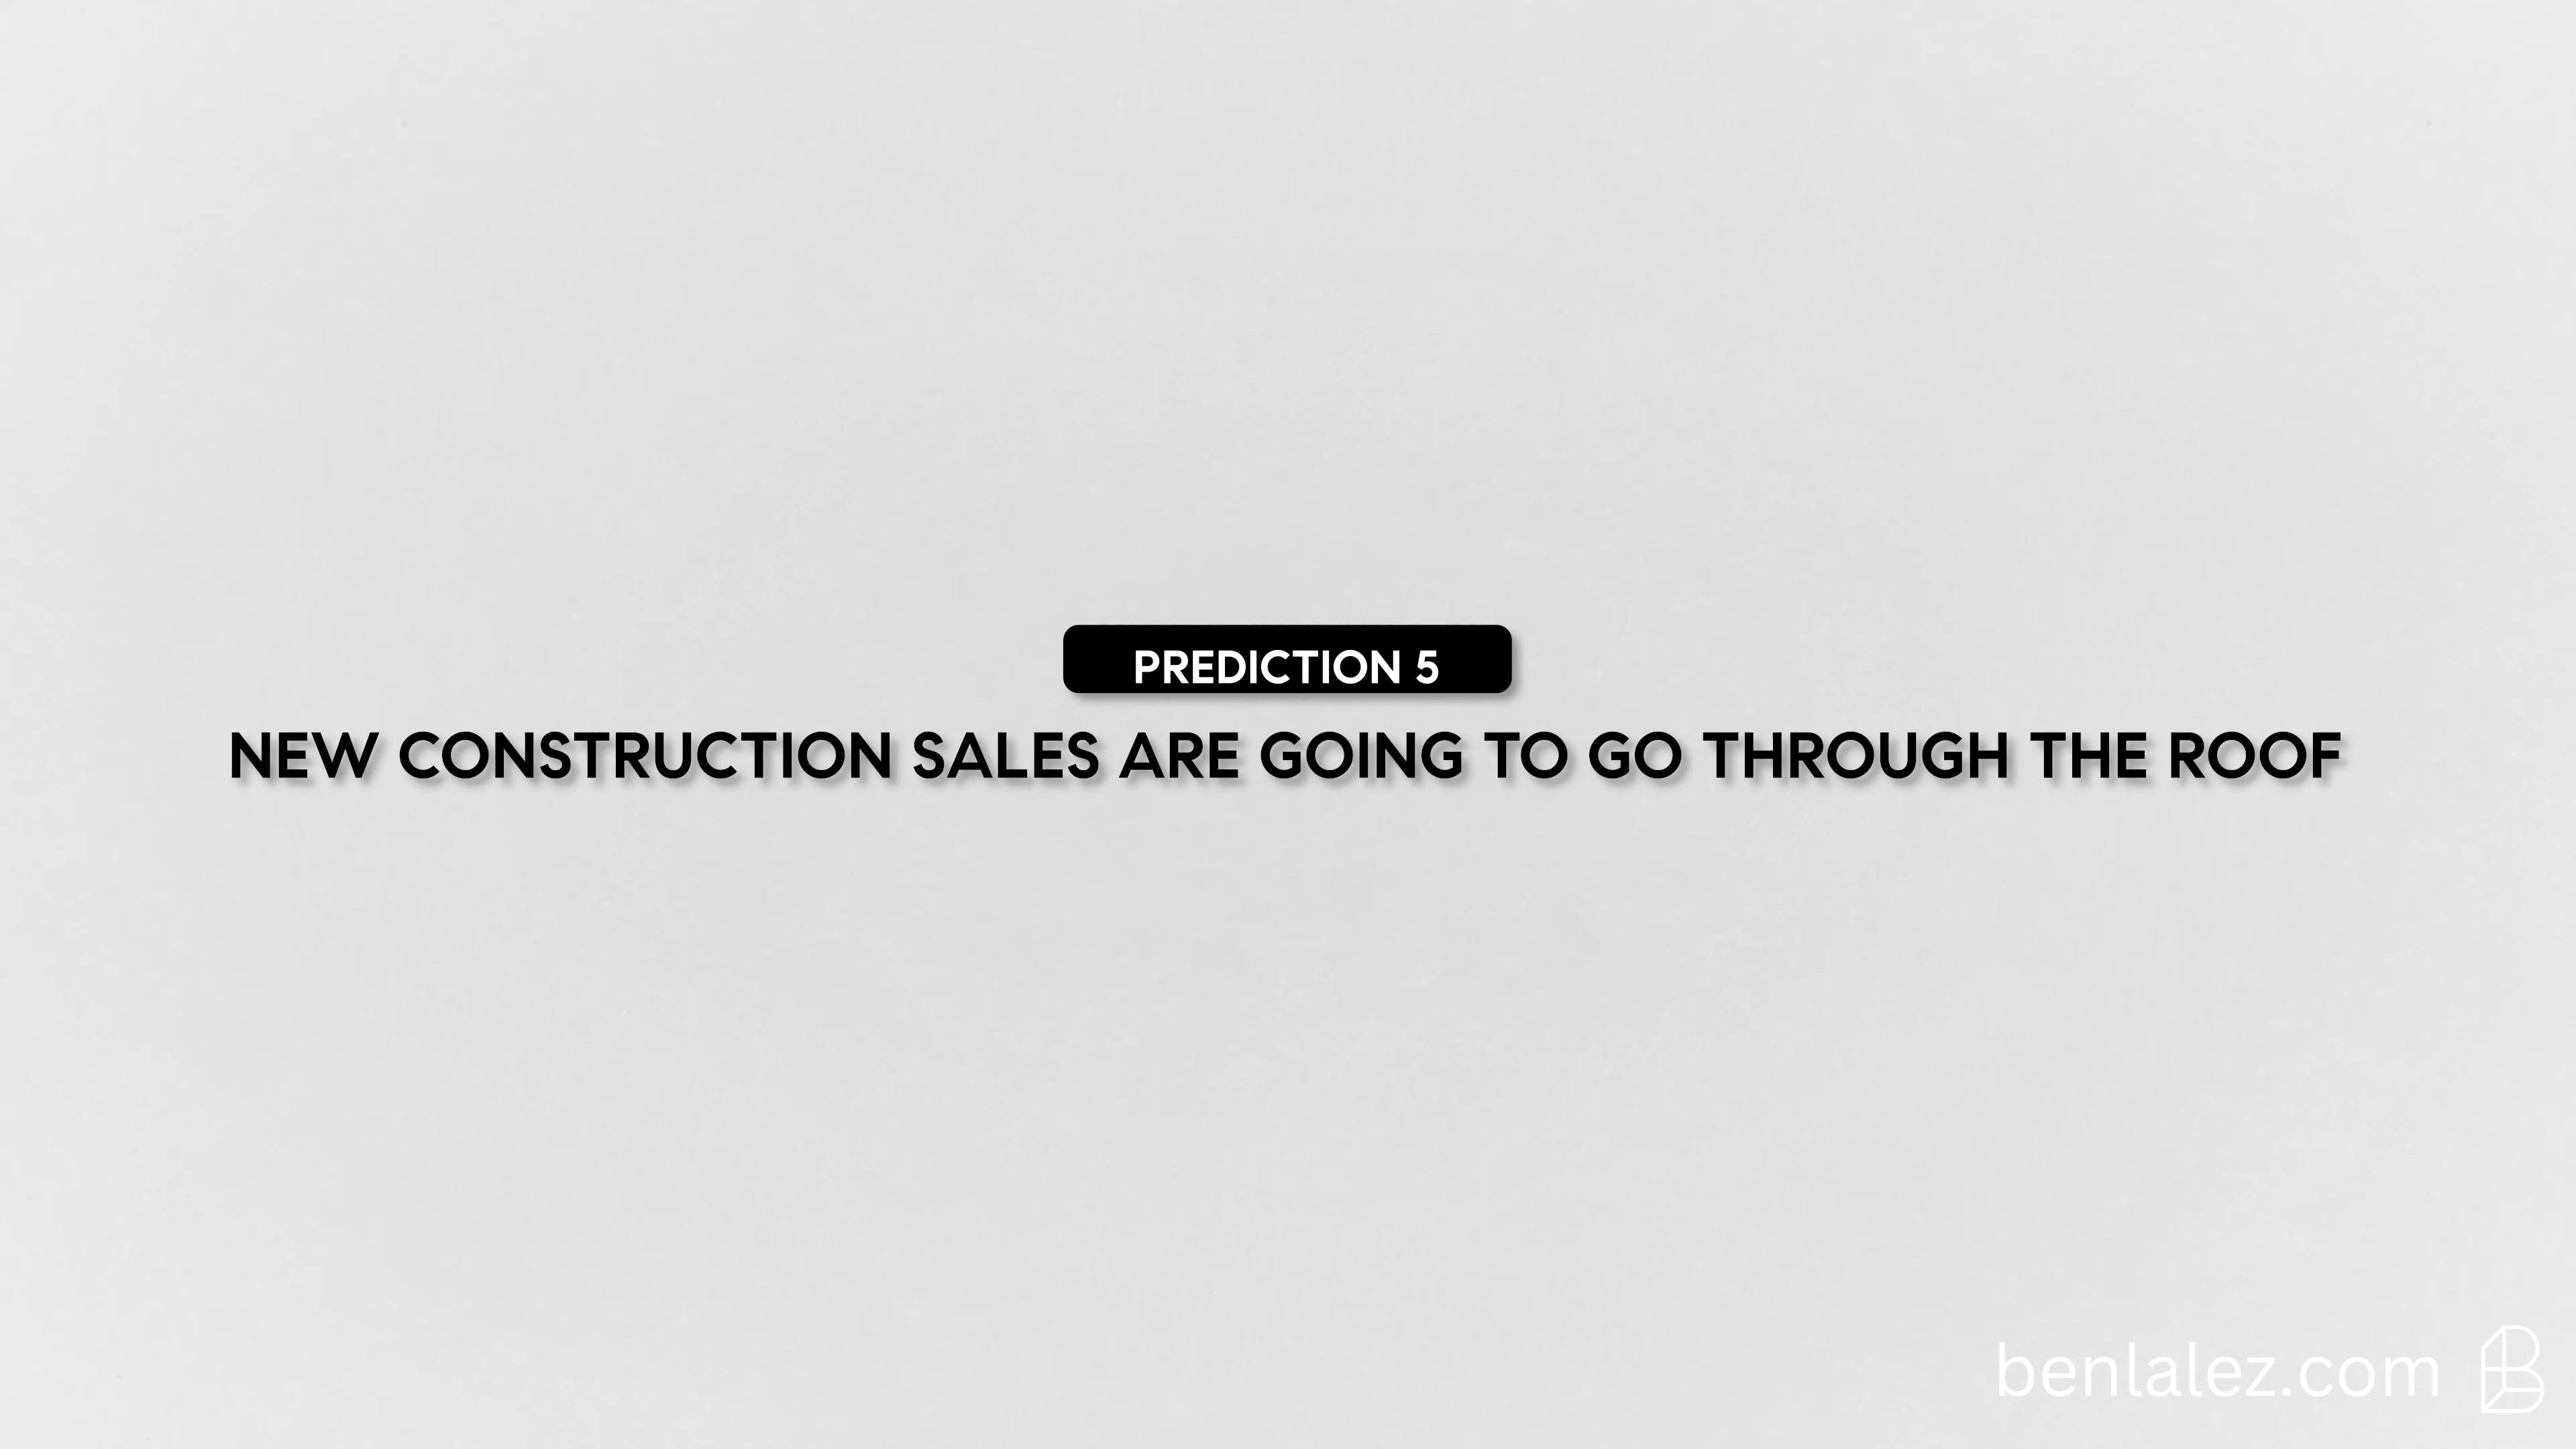 PREDICTION 5
NEW CONSTRUCTION SALES ARE GOING TO GO THROUGH THE ROOF
benlalez.com